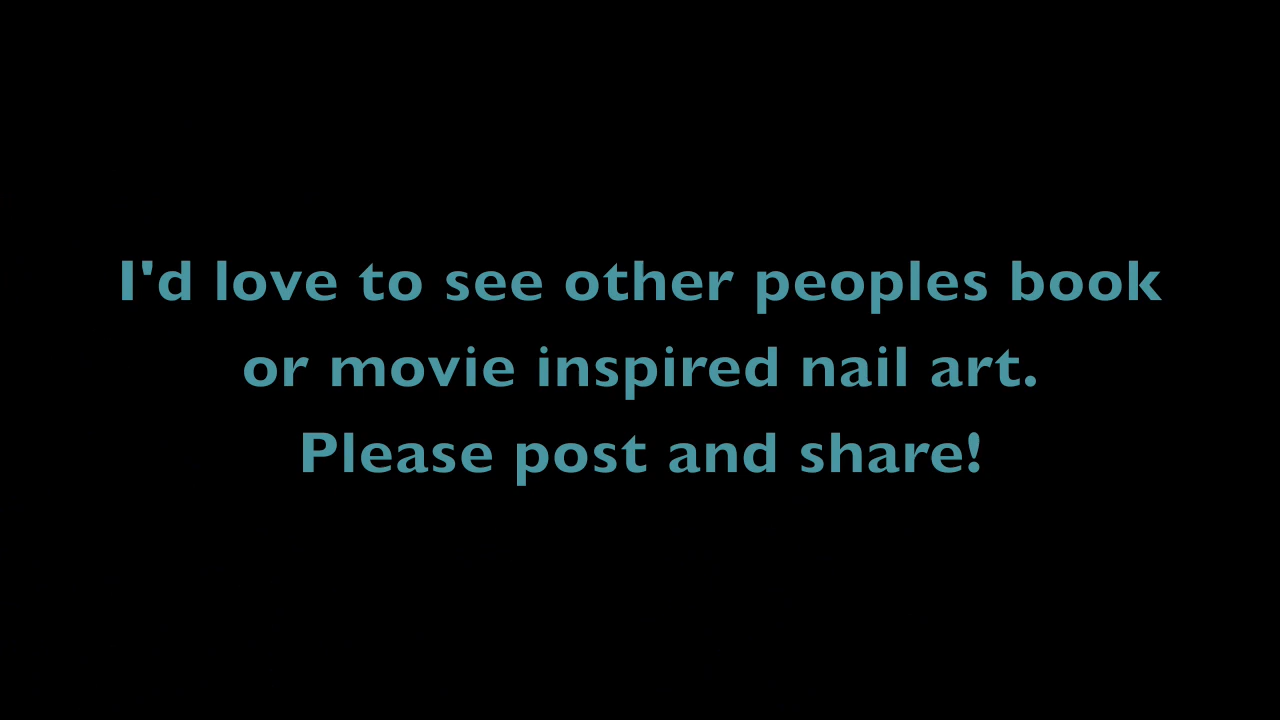 I'd love to see other peoples book
or movie inspired nail art.
Please post and share!